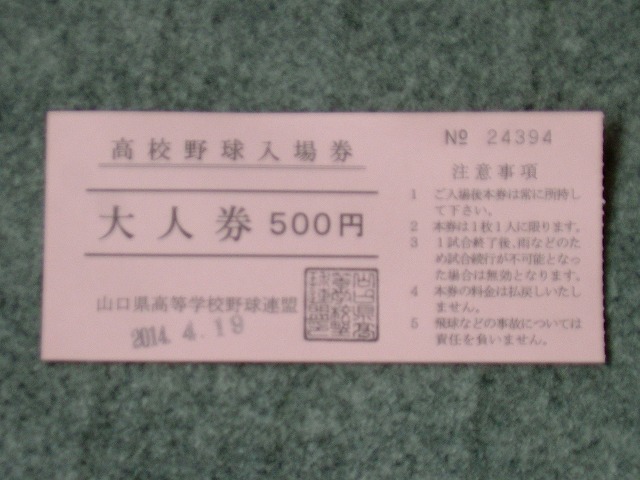 高校野球入場券
大人券 500円
山口県高等学校野球連盟
2014. 4.19
№ 24394
注意事項
1 ご入場後本券は常に所持し
て下さい。
2 本券は1枚1人に限ります。
3 1試合終了後、雨などのた
め試合続行が不可能となっ
た場合は無効となります。
4 本券の料金は払戻しいたし
ません。
5 飛球などの事故については
責任を負いません。